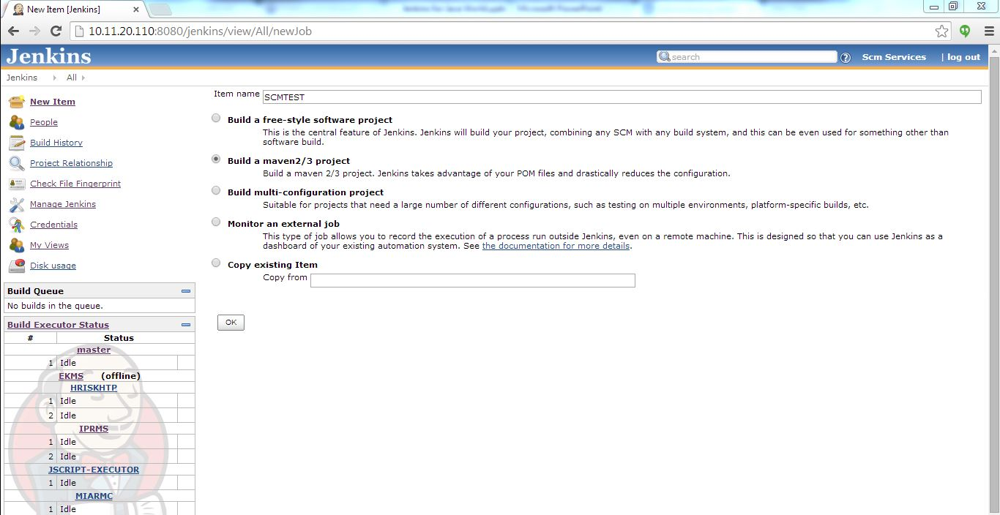 New Item [Jenkins]
10.11.20.110:8080/jenkins/view/All/newJob
Jenkins
search
Scm Services
| log out
Jenkins
All
New Item
People
Build History
Project Relationship
Check File Fingerprint
Manage Jenkins
Credentials
My Views
Disk usage
Build Queue
No builds in the queue.
Build Executor Status
# Status
master
1 Idle
EKMS (offline)
HRISKHTP
1 Idle
2 Idle
IPRMS
1 Idle
2 Idle
JSCRIPT-EXECUTOR
1 Idle
MIARMC
1 Idle
Item name SCMTEST
Build a free-style software project
This is the central feature of Jenkins. Jenkins will build your project, combining any SCM with any build system, and this can be even used for something other than
software build.
Build a maven2/3 project
Build a maven 2/3 project. Jenkins takes advantage of your POM files and drastically reduces the configuration.
Build multi-configuration project
Suitable for projects that need a large number of different configurations, such as testing on multiple environments, platform-specific builds, etc.
Monitor an external job
This type of job allows you to record the execution of a process run outside Jenkins, even on a remote machine. This is designed so that you can use Jenkins as a
dashboard of your existing automation system. See the documentation for more details.
Copy existing Item
Copy from
OK